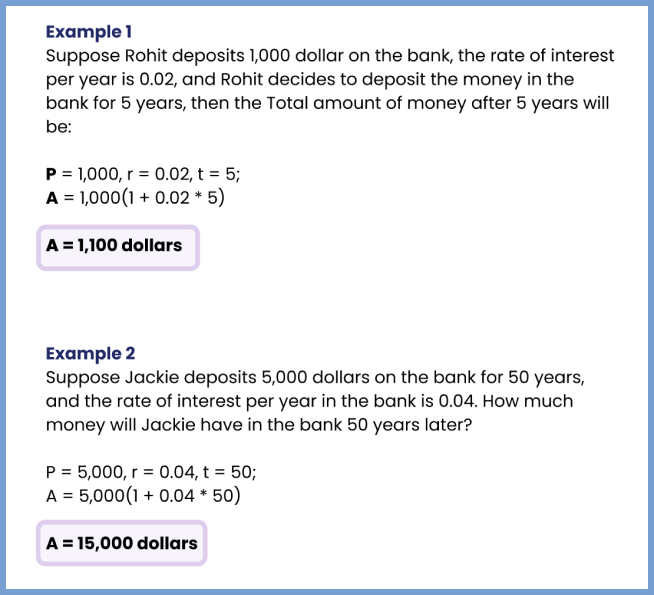 Example 1
Suppose Rohit deposits 1,000 dollar on the bank, the rate of interest
per year is 0.02, and Rohit decides to deposit the money in the
bank for 5 years, then the Total amount of money after 5 years will
be:
P = 1,000, r = 0.02, t = 5;
A = 1,000(1 + 0.02 * 5)
A = 1,100 dollars
Example 2
Suppose Jackie deposits 5,000 dollars on the bank for 50 years,
and the rate of interest per year in the bank is 0.04. How much
money will Jackie have in the bank 50 years later?
P = 5,000, r = 0.04, t = 50;
A = 5,000(1 + 0.04 * 50)
A = 15,000 dollars